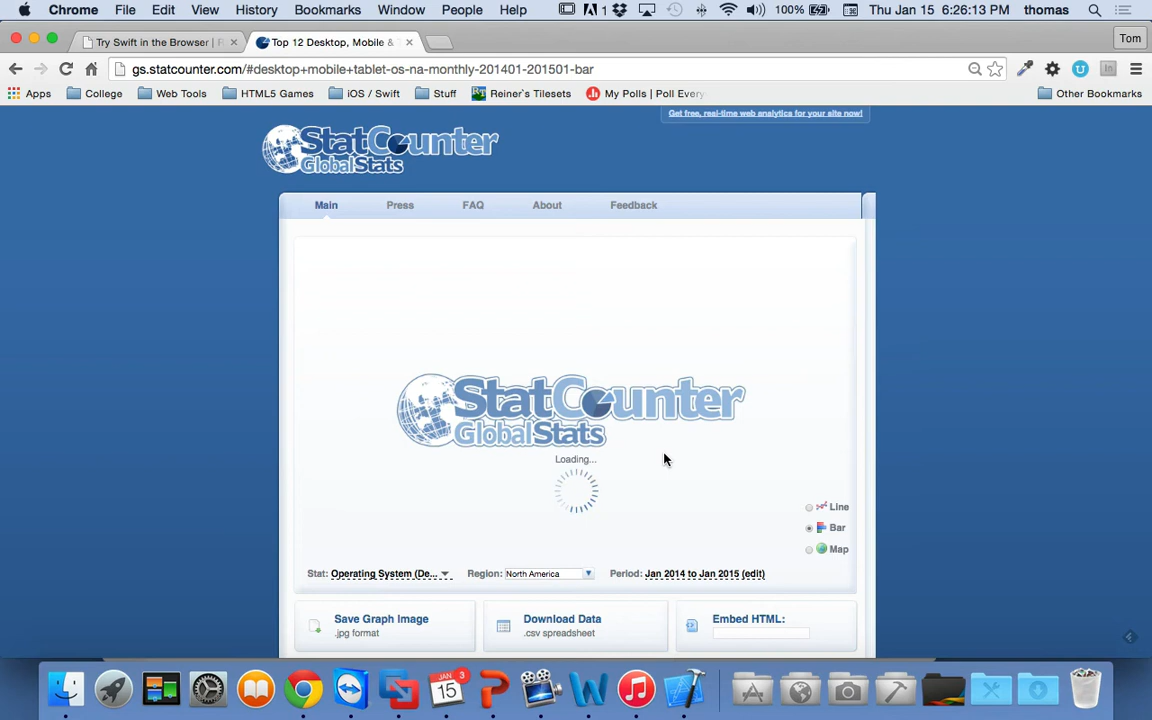 Chrome File Edit View History Bookmarks Window People Help 1 100% Thu Jan 15 6:26:13 PM thomas
Try Swift in the Browser | Top 12 Desktop, Mobile & Tom
gs.statcounter.com/#desktop+mobile+tablet-os-na-monthly-201401-201501-bar
Apps College Web Tools HTML5 Games iOS / Swift Stuff Reiner`s Tilesets My Polls | Poll Every Other Bookmarks
Get free, real-time web analytics for your site now!
StatCounter
GlobalStats
Main Press FAQ About Feedback
StatCounter
GlobalStats
Loading...
Line
Bar
Map
Stat: Operating System (De... Region: North America Period: Jan 2014 to Jan 2015 (edit)
Save Graph Image Download Data Embed HTML:
.jpg format .csv spreadsheet
JAN 3
15